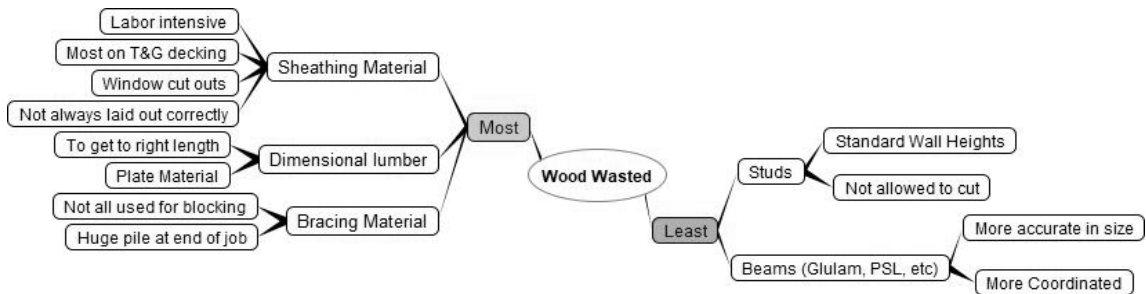 Labor intensive
Most on T&G decking
Window cut outs
Not always laid out correctly
Sheathing Material
To get to right length
Plate Material
Dimensional lumber
Not all used for blocking
Huge pile at end of job
Bracing Material
Most
Wood Wasted
Least
Studs
Standard Wall Heights
Not allowed to cut
Beams (Glulam, PSL, etc)
More accurate in size
More Coordinated